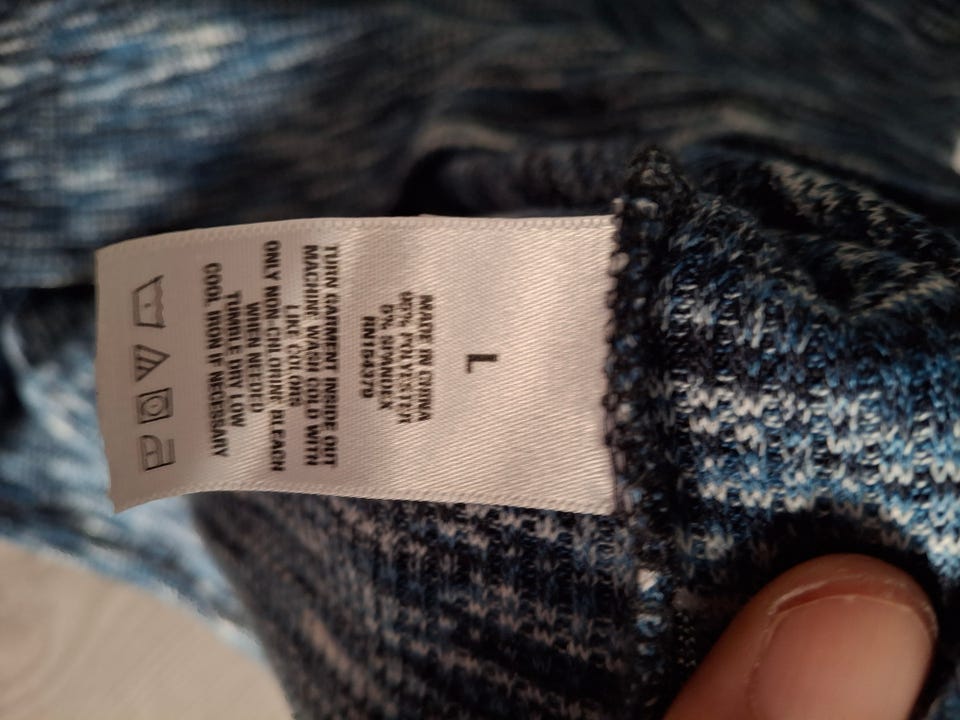 L
MADE IN CHINA
95% POLYESTER
5% SPANDEX
TURN GARMENT INSIDE OUT
MACHINE WASH COLD WITH
LIKE COLORS
ONLY NON-CHLORINE BLEACH
WHEN NEEDED
TUMBLE DRY LOW
COOL IRON IF NECESSARY